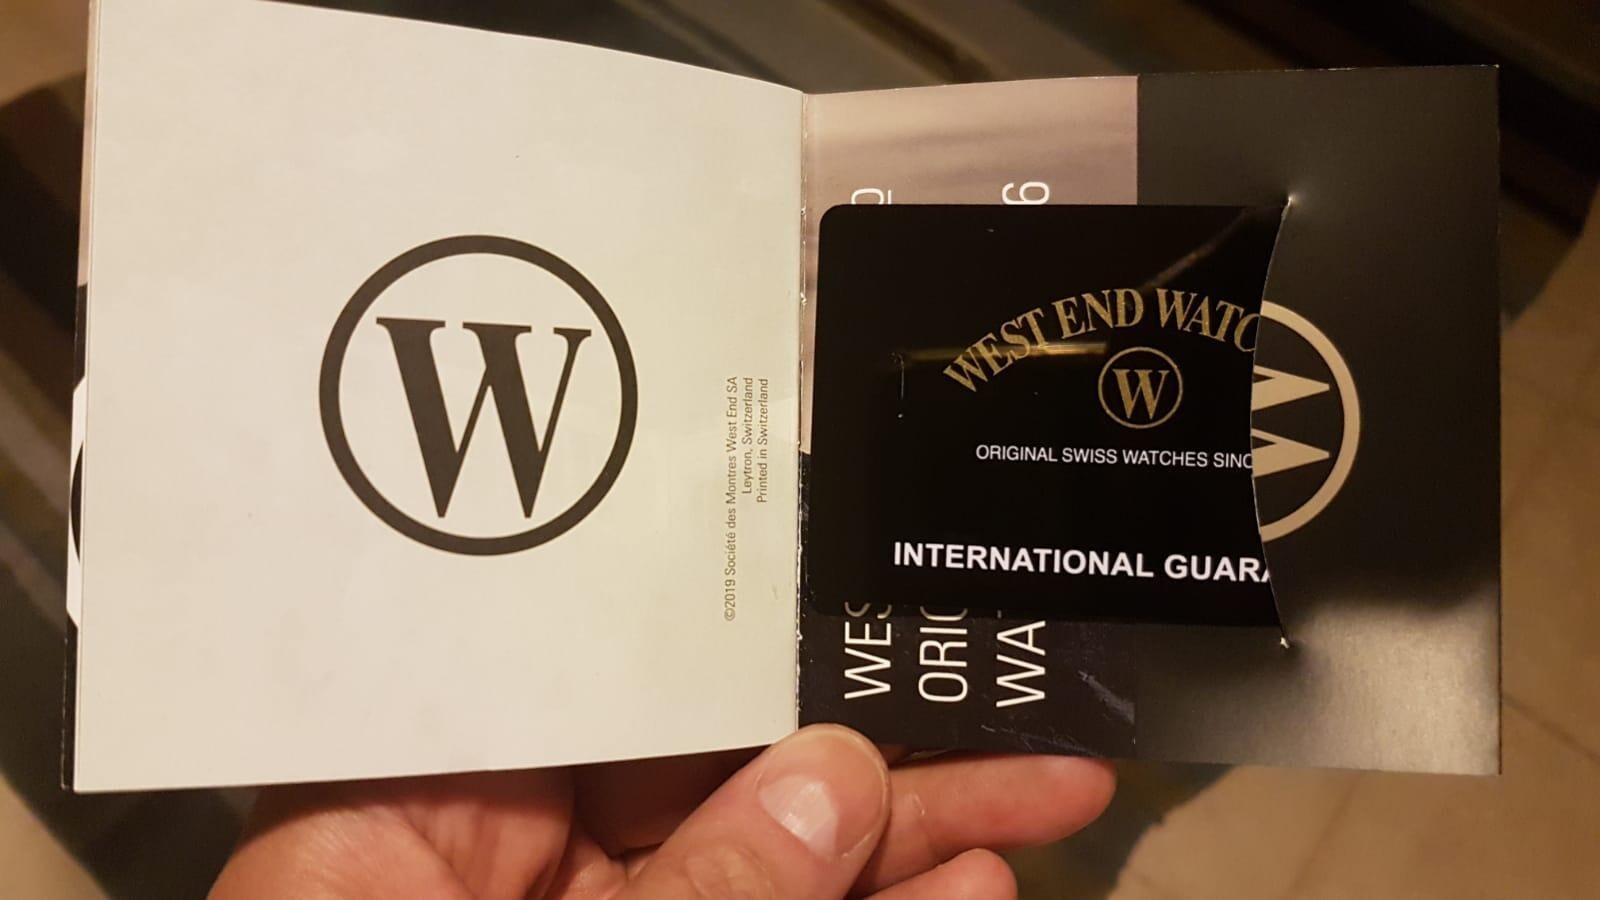 W
©2019 Société des Montres West End SA
Leytron, Switzerland
Printed in Switzerland
WEST END WATC
W
ORIGINAL SWISS WATCHES SINC
INTERNATIONAL GUARA
WES
ORIG
WA
6